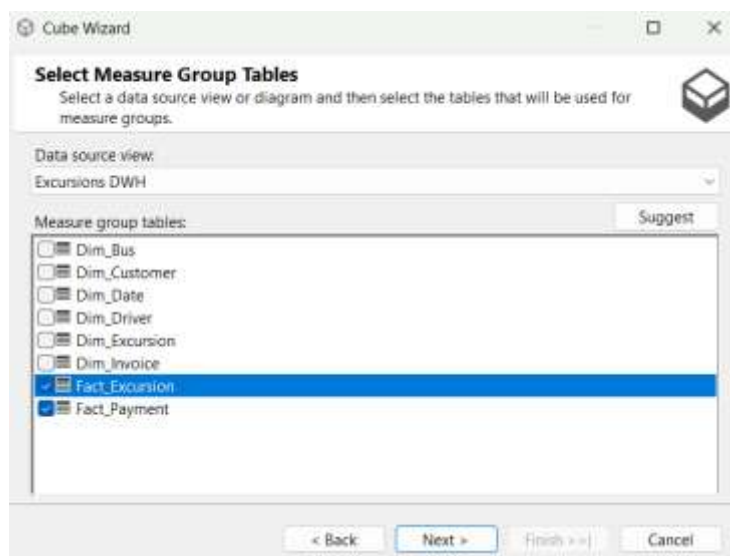 Cube Wizard
Select Measure Group Tables
Select a data source view or diagram and then select the tables that will be used for
measure groups.
Data source view:
Excursions DWH
Measure group tables:
Suggest
Dim_Bus
Dim_Customer
Dim_Date
Dim_Driver
Dim_Excursion
Dim_Invoice
Fact_Excursion
Fact_Payment
< Back
Next >
Finish >>|
Cancel